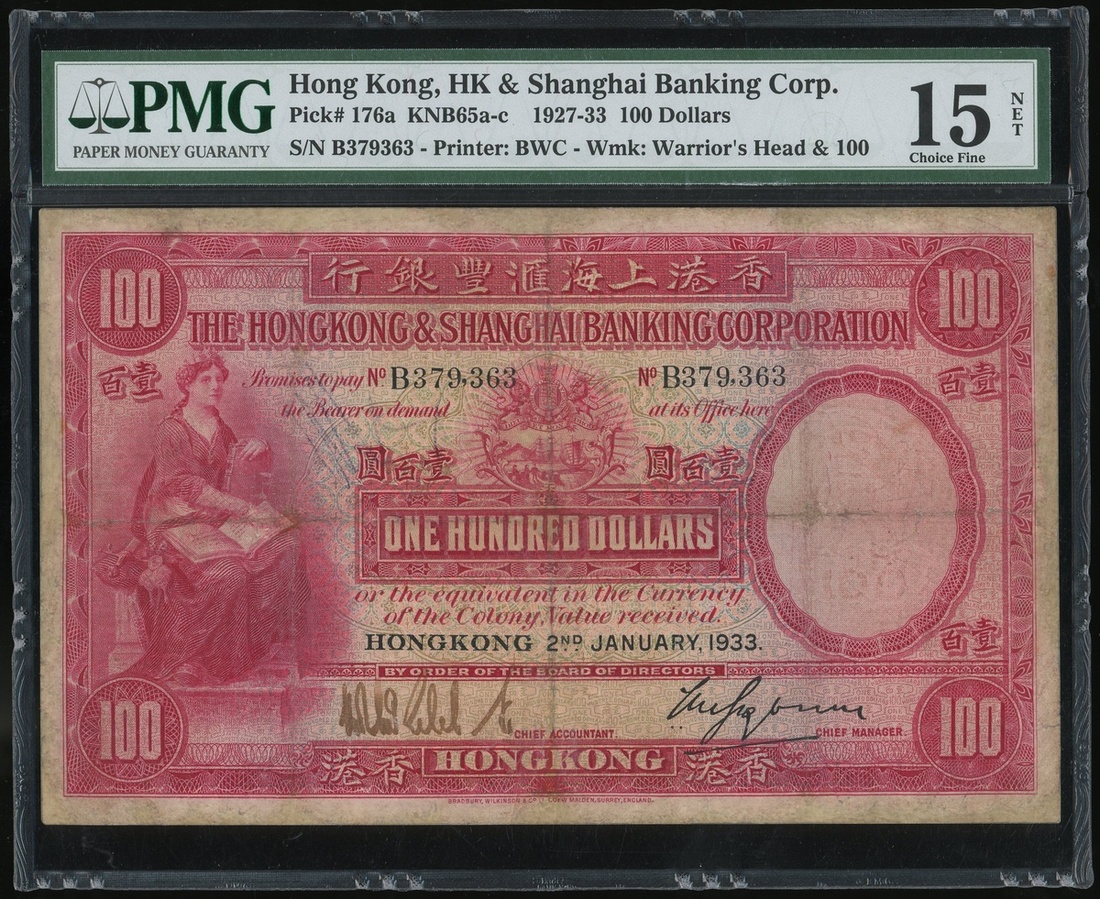 PMG
PAPER MONEY GUARANTY
Hong Kong, HK & Shanghai Banking Corp.
Pick# 176a KNB65a-c 1927-33 100 Dollars
S/N B379363 - Printer: BWC - Wmk: Warrior's Head & 100
15 NET
Choice Fine
行銀豐滙海上港香
100 100
THE HONGKONG & SHANGHAI BANKING CORPORATION
百壹 百壹
Promises to pay Nº B379,363 Nº B379,363
the Bearer on demand at its Office here
圓百壹 圓百壹
ONE HUNDRED DOLLARS
or the equivalent in the Currency
of the Colony, Value received.
百壹
HONGKONG 2ND JANUARY, 1933.
BY ORDER OF THE BOARD OF DIRECTORS
100 100
CHIEF ACCOUNTANT. CHIEF MANAGER.
港香 HONGKONG 港香
BRADBURY, WILKINSON & Cº Lᴰ NEW MALDEN, SURREY, ENGLAND.